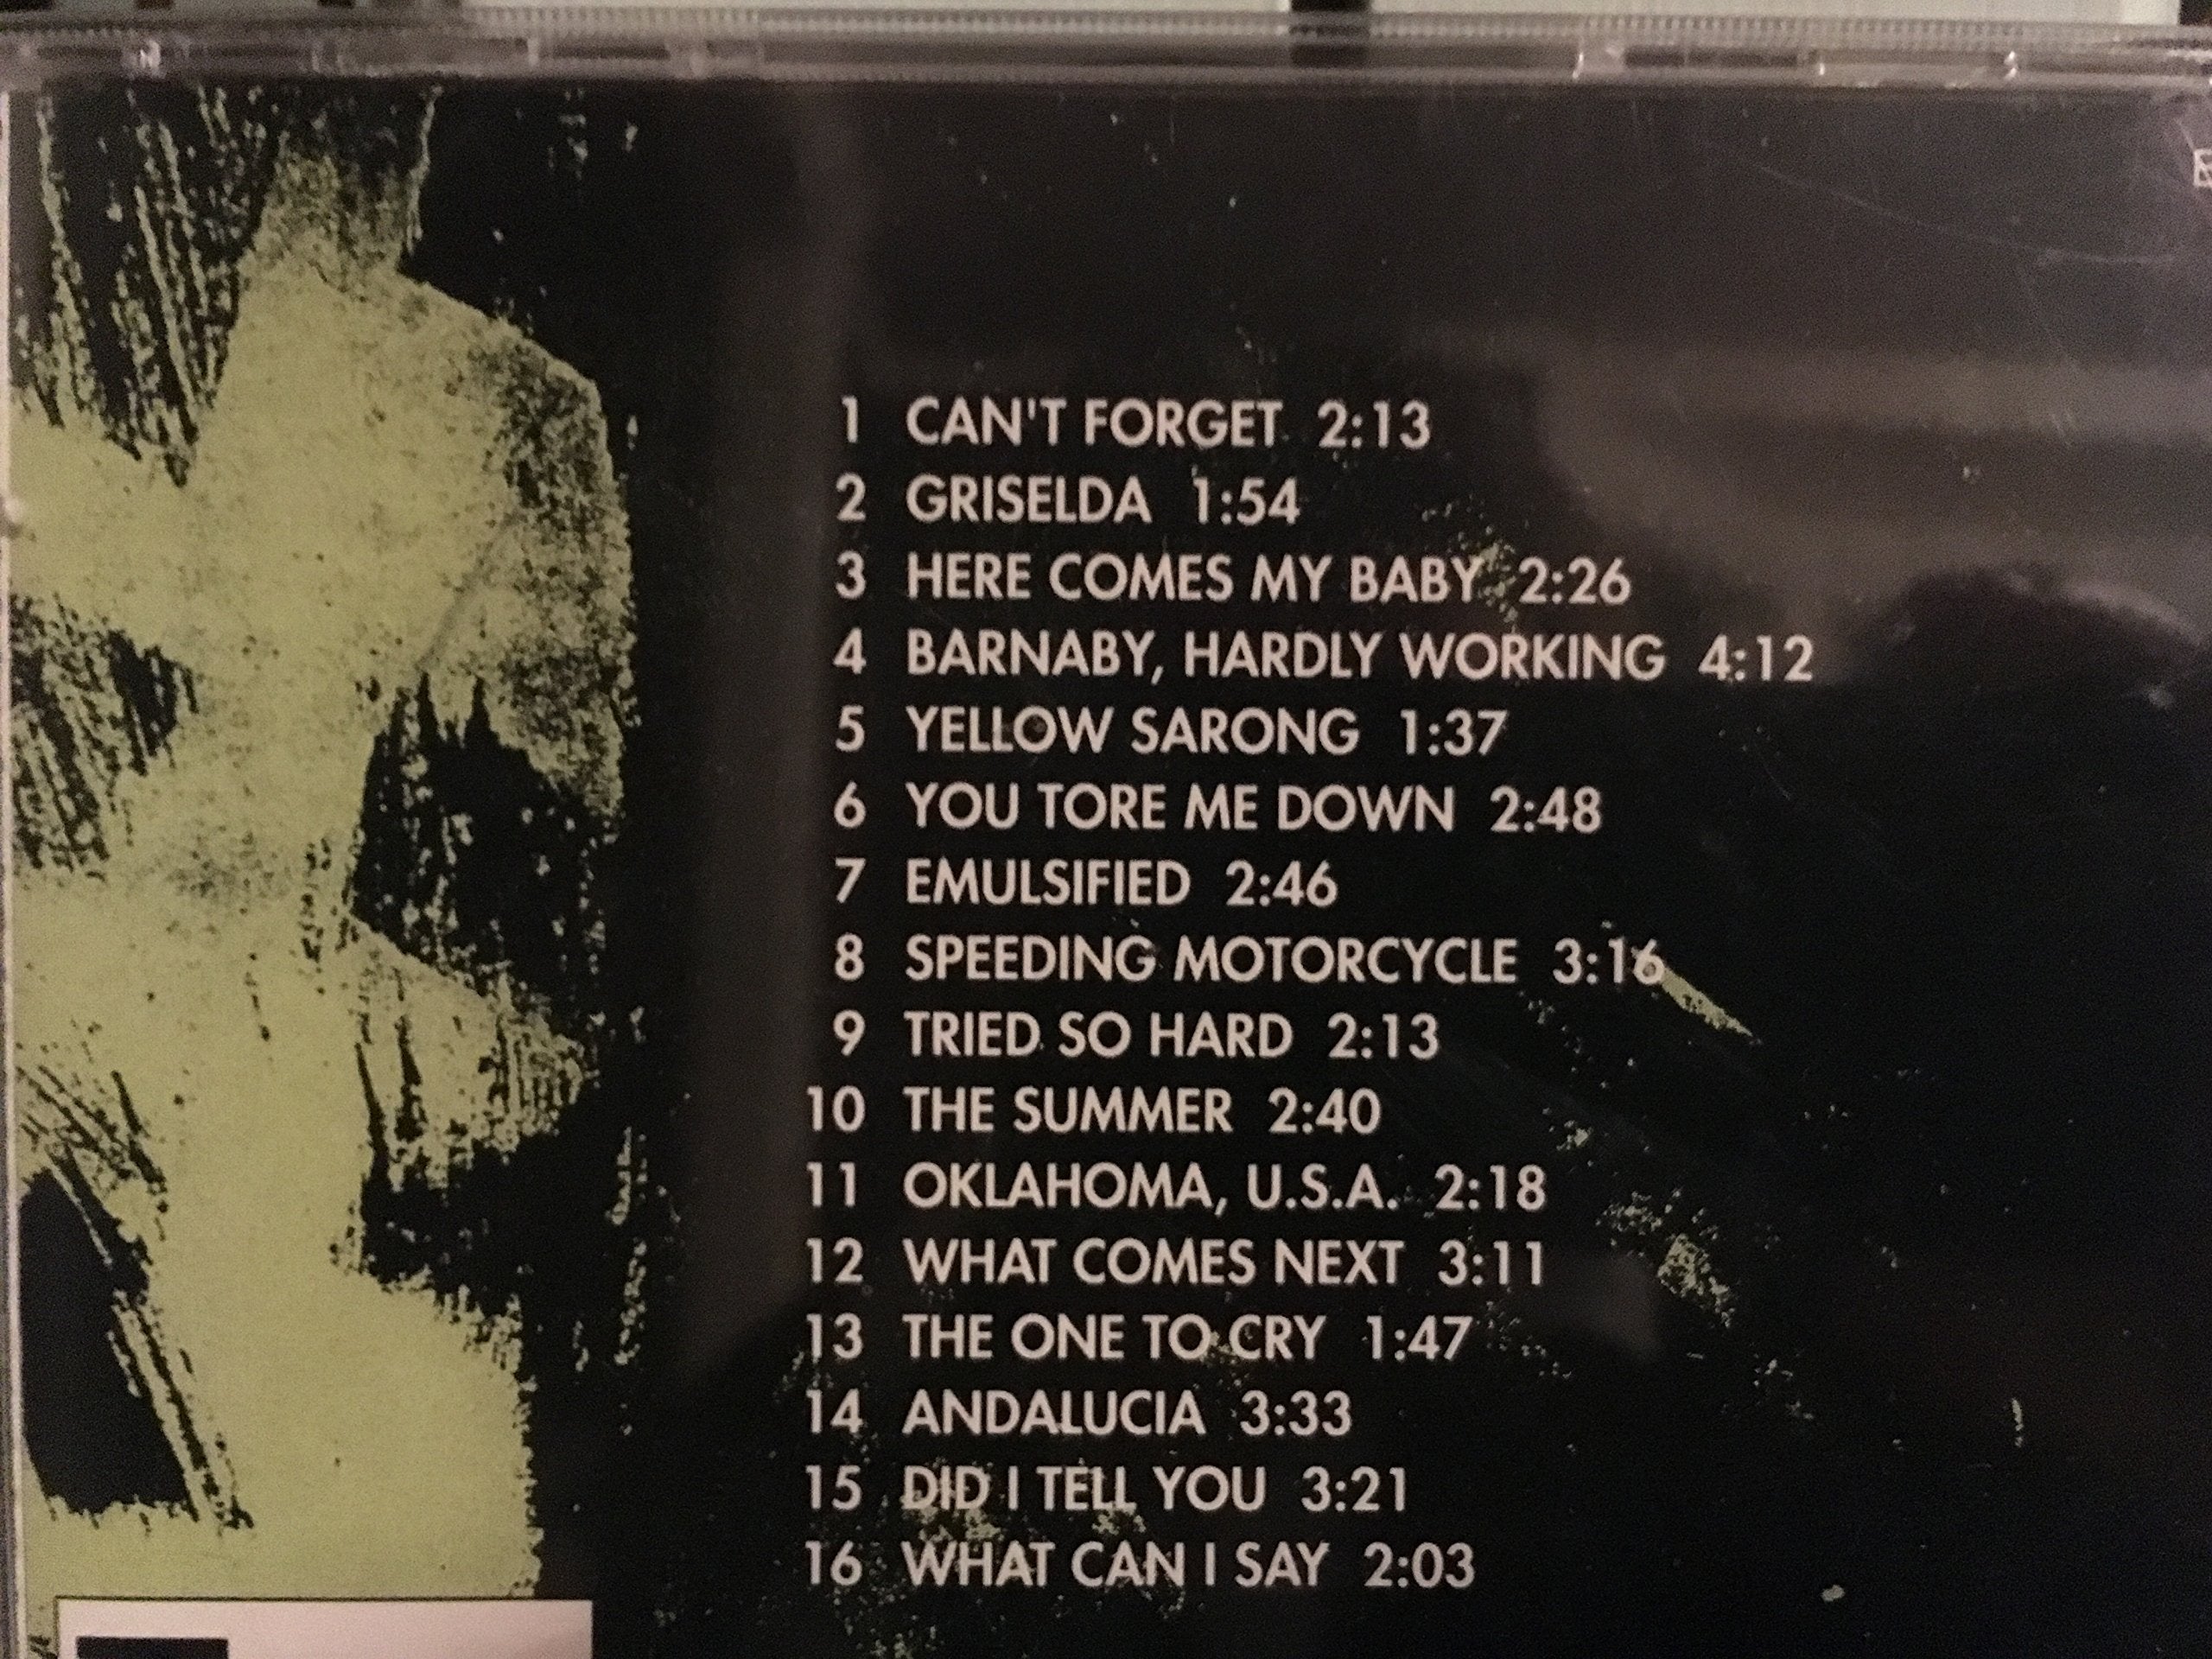 1 CAN'T FORGET 2:13
2 GRISELDA 1:54
3 HERE COMES MY BABY 2:26
4 BARNABY, HARDLY WORKING 4:12
5 YELLOW SARONG 1:37
6 YOU TORE ME DOWN 2:48
7 EMULSIFIED 2:46
8 SPEEDING MOTORCYCLE 3:16
9 TRIED SO HARD 2:13
10 THE SUMMER 2:40
11 OKLAHOMA, U.S.A. 2:18
12 WHAT COMES NEXT 3:11
13 THE ONE TO CRY 1:47
14 ANDALUCIA 3:33
15 DID I TELL YOU 3:21
16 WHAT CAN I SAY 2:03